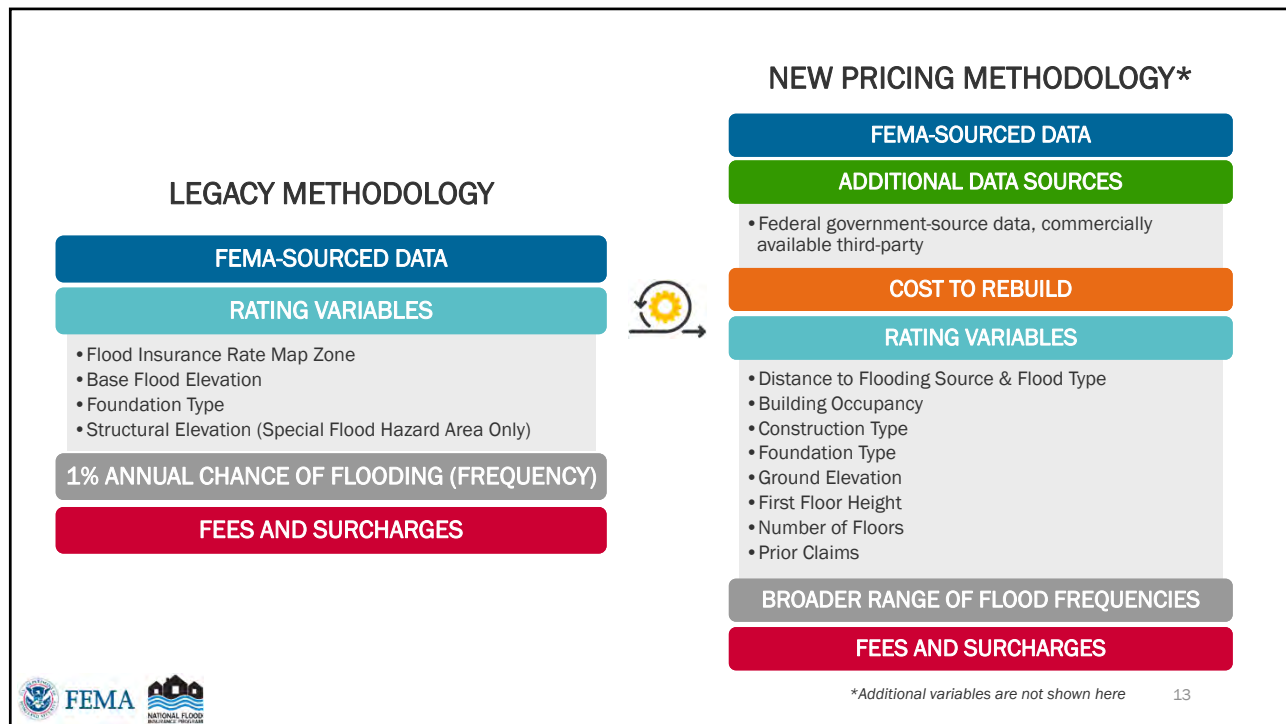 LEGACY METHODOLOGY
FEMA-SOURCED DATA
RATING VARIABLES
•Flood Insurance Rate Map Zone
•Base Flood Elevation
•Foundation Type
•Structural Elevation (Special Flood Hazard Area Only)
1% ANNUAL CHANCE OF FLOODING (FREQUENCY)
FEES AND SURCHARGES
NEW PRICING METHODOLOGY*
FEMA-SOURCED DATA
ADDITIONAL DATA SOURCES
•Federal government-source data, commercially
available third-party
COST TO REBUILD
RATING VARIABLES
•Distance to Flooding Source & Flood Type
•Building Occupancy
•Construction Type
•Foundation Type
•Ground Elevation
•First Floor Height
•Number of Floors
•Prior Claims
BROADER RANGE OF FLOOD FREQUENCIES
FEES AND SURCHARGES
FEMA
NATIONAL FLOOD
INSURANCE PROGRAM
*Additional variables are not shown here
13